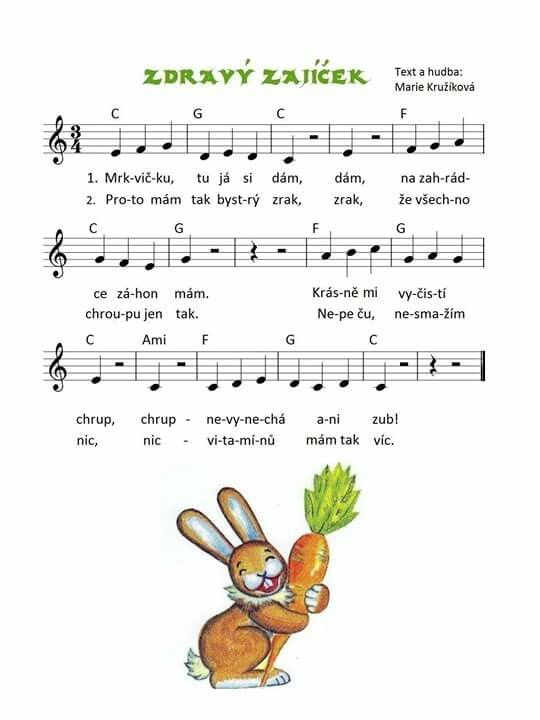 ZDRAVÝ ZAJÍČEK
Text a hudba:
Marie Kružíková
C G C F
3
4
1. Mrk-vič-ku, tu já si dám, dám, na zah-rád-
2. Pro-to mám tak byst-rý zrak, zrak, že všech-no
C G F G
ce zá-hon mám. Krás-ně mi vy-čis-tí
chrou-pu jen tak. Ne-pe ču, ne-sma-žím
C Ami F G C
chrup, chrup - ne-vy-ne-chá a-ni zub!
nic, nic - vi-ta-mí-nů mám tak víc.